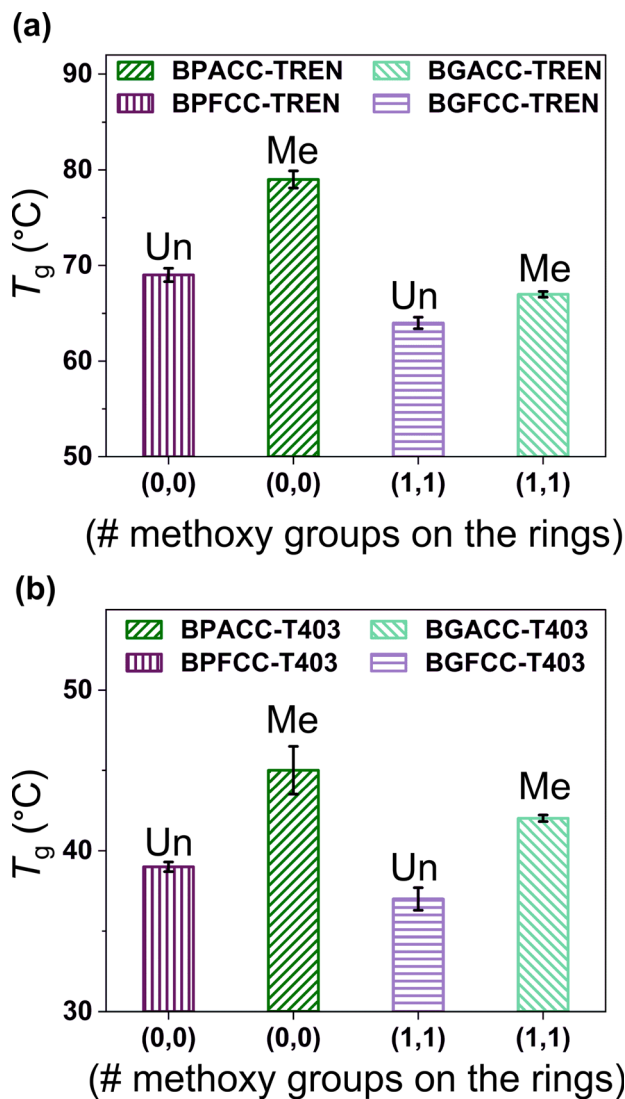 (a)
BPACC-TREN BGACC-TREN
BPFCC-TREN BGFCC-TREN
90
80
70
60
50
T_g (°C)
Un
Me
Un
Me
(0,0) (0,0) (1,1) (1,1)
(# methoxy groups on the rings)
(b)
BPACC-T403 BGACC-T403
BPFCC-T403 BGFCC-T403
50
40
30
T_g (°C)
Un
Me
Un
Me
(0,0) (0,0) (1,1) (1,1)
(# methoxy groups on the rings)